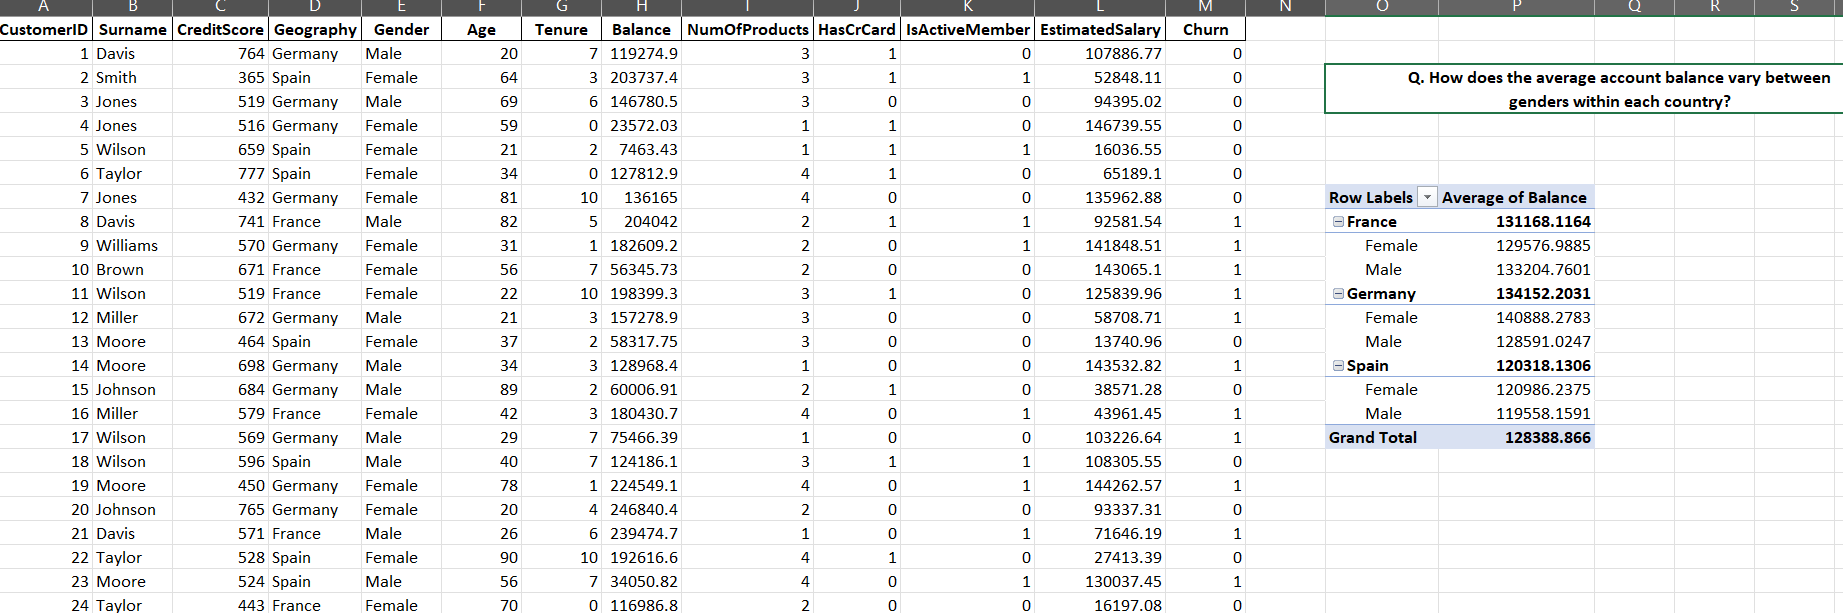 A B C D E F G H I J K L M N O P Q R S
CustomerID Surname CreditScore Geography Gender Age Tenure Balance NumOfProducts HasCrCard IsActiveMember EstimatedSalary Churn
1 Davis 764 Germany Male 20 7 119274.9 3 1 0 107886.77 0
2 Smith 365 Spain Female 64 3 203737.4 3 1 1 52848.11 0
3 Jones 519 Germany Male 69 6 146780.5 3 0 0 94395.02 0
4 Jones 516 Germany Female 59 0 23572.03 1 1 0 146739.55 0
5 Wilson 659 Spain Female 21 2 7463.43 1 1 1 16036.55 0
6 Taylor 777 Spain Female 34 0 127812.9 4 1 0 65189.1 0
7 Jones 432 Germany Female 81 10 136165 4 0 0 135962.88 0
8 Davis 741 France Male 82 5 204042 2 1 1 92581.54 1
9 Williams 570 Germany Female 31 1 182609.2 2 0 1 141848.51 1
10 Brown 671 France Female 56 7 56345.73 2 0 0 143065.1 1
11 Wilson 519 France Female 22 10 198399.3 3 1 0 125839.96 1
12 Miller 672 Germany Male 21 3 157278.9 3 0 0 58708.71 1
13 Moore 464 Spain Female 37 2 58317.75 3 0 0 13740.96 0
14 Moore 698 Germany Male 34 3 128968.4 1 0 0 143532.82 1
15 Johnson 684 Germany Male 89 2 60006.91 2 1 0 38571.28 0
16 Miller 579 France Female 42 3 180430.7 4 0 1 43961.45 1
17 Wilson 569 Germany Male 29 7 75466.39 1 0 0 103226.64 1
18 Wilson 596 Spain Male 40 7 124186.1 3 1 1 108305.55 0
19 Moore 450 Germany Female 78 1 224549.1 4 0 1 144262.57 1
20 Johnson 765 Germany Female 20 4 246840.4 2 0 0 93337.31 0
21 Davis 571 France Male 26 6 239474.7 1 0 1 71646.19 1
22 Taylor 528 Spain Female 90 10 192616.6 4 1 0 27413.39 0
23 Moore 524 Spain Male 56 7 34050.82 4 0 1 130037.45 1
24 Taylor 443 France Female 70 0 116986.8 2 0 0 16197.08 0
Q. How does the average account balance vary between
genders within each country?
Row Labels Average of Balance
France 131168.1164
Female 129576.9885
Male 133204.7601
Germany 134152.2031
Female 140888.2783
Male 128591.0247
Spain 120318.1306
Female 120986.2375
Male 119558.1591
Grand Total 128388.866